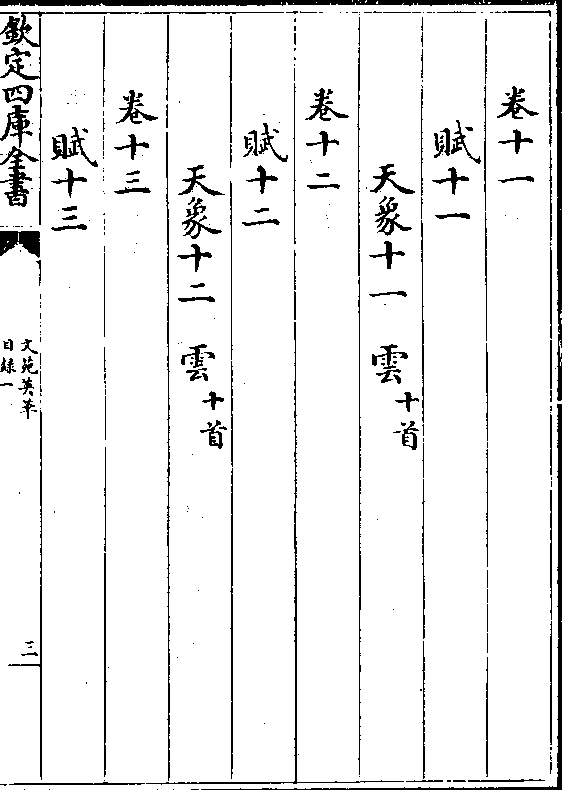 卷十一
賦十一
天象十一　雲十首
卷十二
賦十二
天象十二　雲十首
卷十三
賦十三
欽定四庫全書
文苑英華
目録一
三